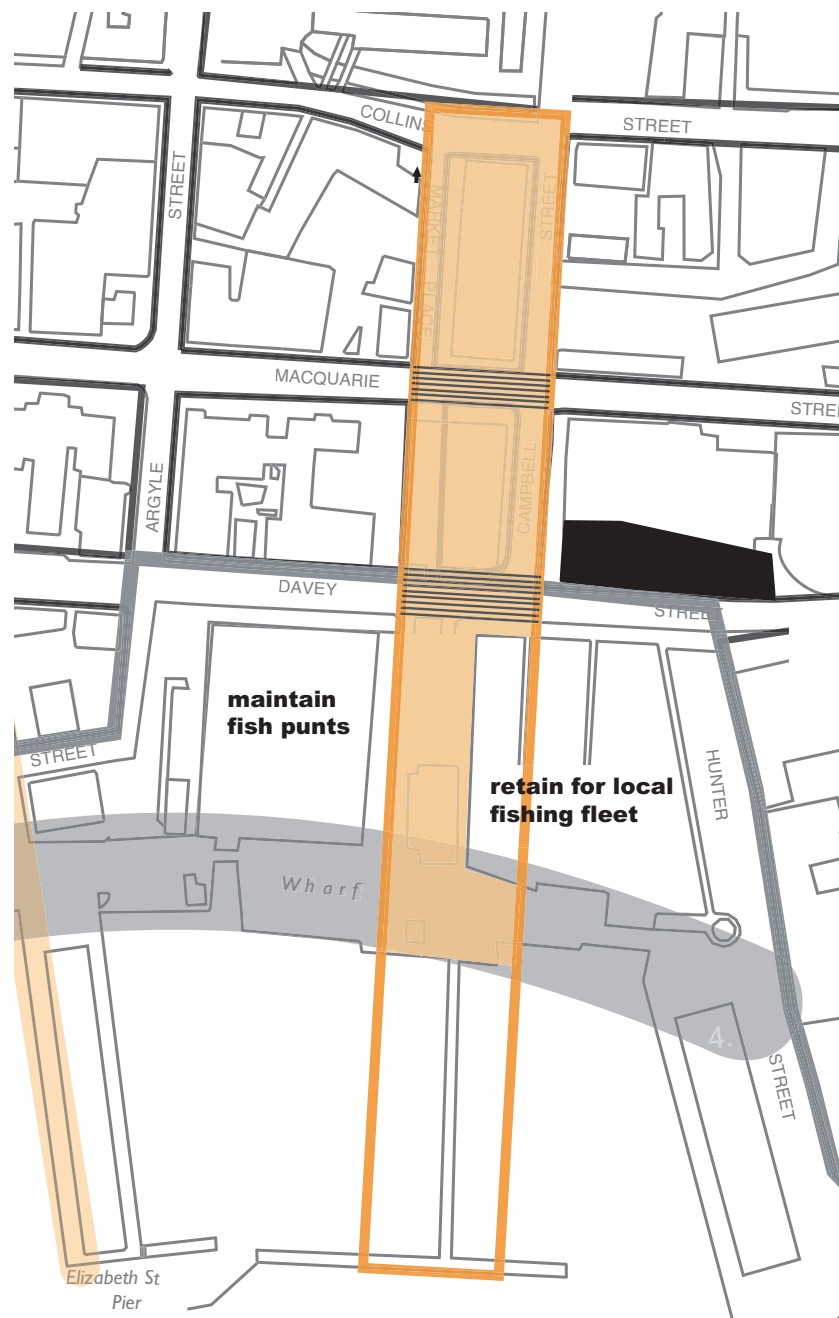 COLLINS
STREET
STREET
STREET
MARKET PLACE
MACQUARIE
STREE
ARGYLE
CAMPBELL
DAVEY
STREET
maintain
fish punts
STREET
HUNTER
retain for local
fishing fleet
Wharf
4.
STREET
Elizabeth St
Pier